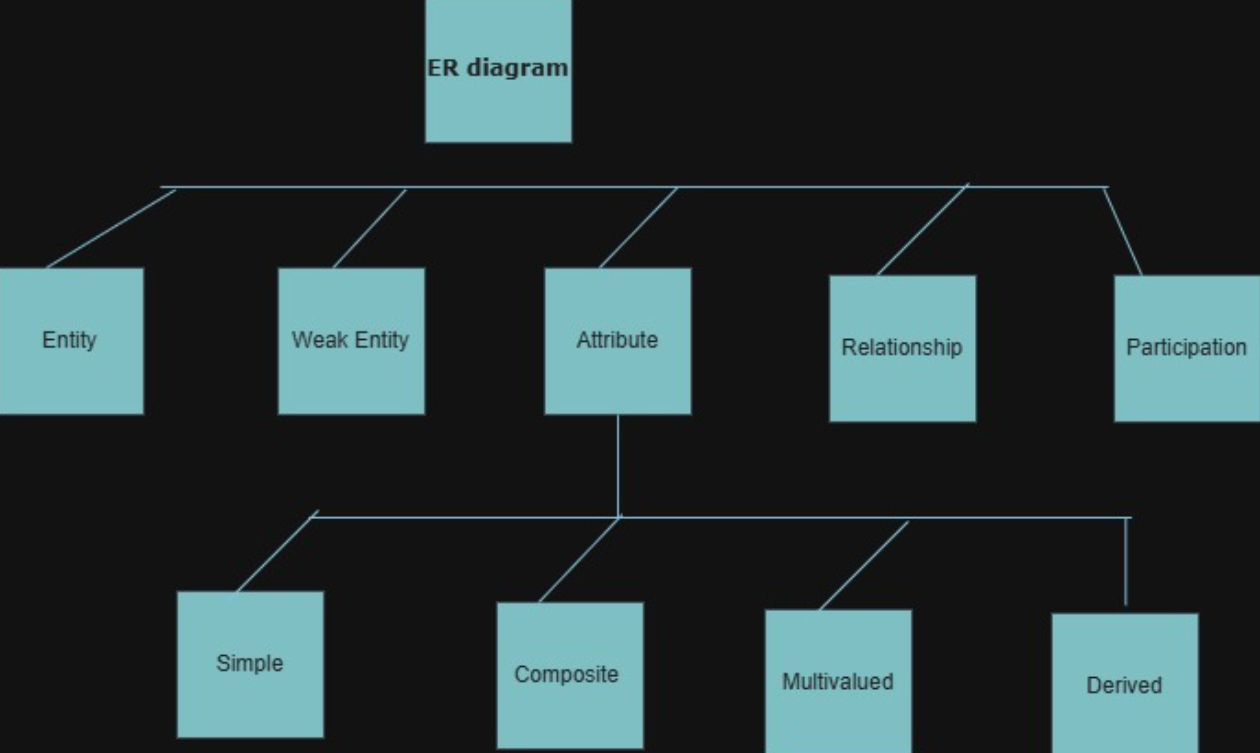 ER diagram
Entity
Weak Entity
Attribute
Relationship
Participation
Simple
Composite
Multivalued
Derived